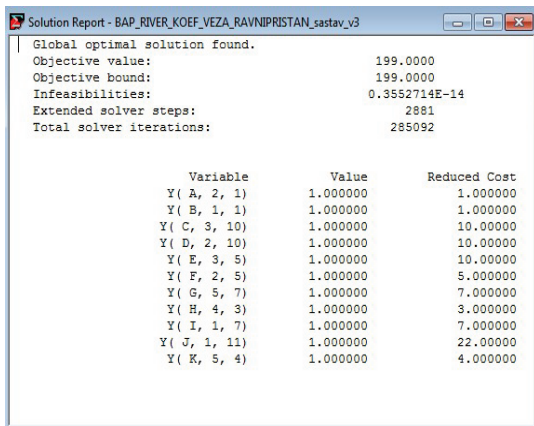 Solution Report - BAP_RIVER_KOEF_VEZA_RAVNIPRISTAN_sastav_v3
Global optimal solution found.
Objective value: 199.0000
Objective bound: 199.0000
Infeasibilities: 0.3552714E-14
Extended solver steps: 2881
Total solver iterations: 285092
Variable Value Reduced Cost
Y( A, 2, 1) 1.000000 1.000000
Y( B, 1, 1) 1.000000 1.000000
Y( C, 3, 10) 1.000000 10.00000
Y( D, 2, 10) 1.000000 10.00000
Y( E, 3, 5) 1.000000 10.00000
Y( F, 2, 5) 1.000000 5.000000
Y( G, 5, 7) 1.000000 7.000000
Y( H, 4, 3) 1.000000 3.000000
Y( I, 1, 7) 1.000000 7.000000
Y( J, 1, 11) 1.000000 22.00000
Y( K, 5, 4) 1.000000 4.000000